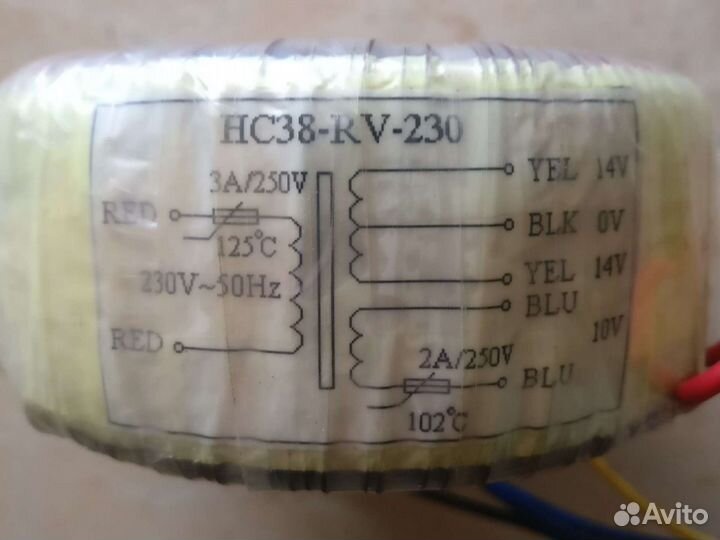 HC38-RV-230
3A/250V
YEL 14V
RED
BLK 0V
125°C
230V~50Hz
YEL 14V
BLU
10V
RED
2A/250V
BLU
102°C
Avito